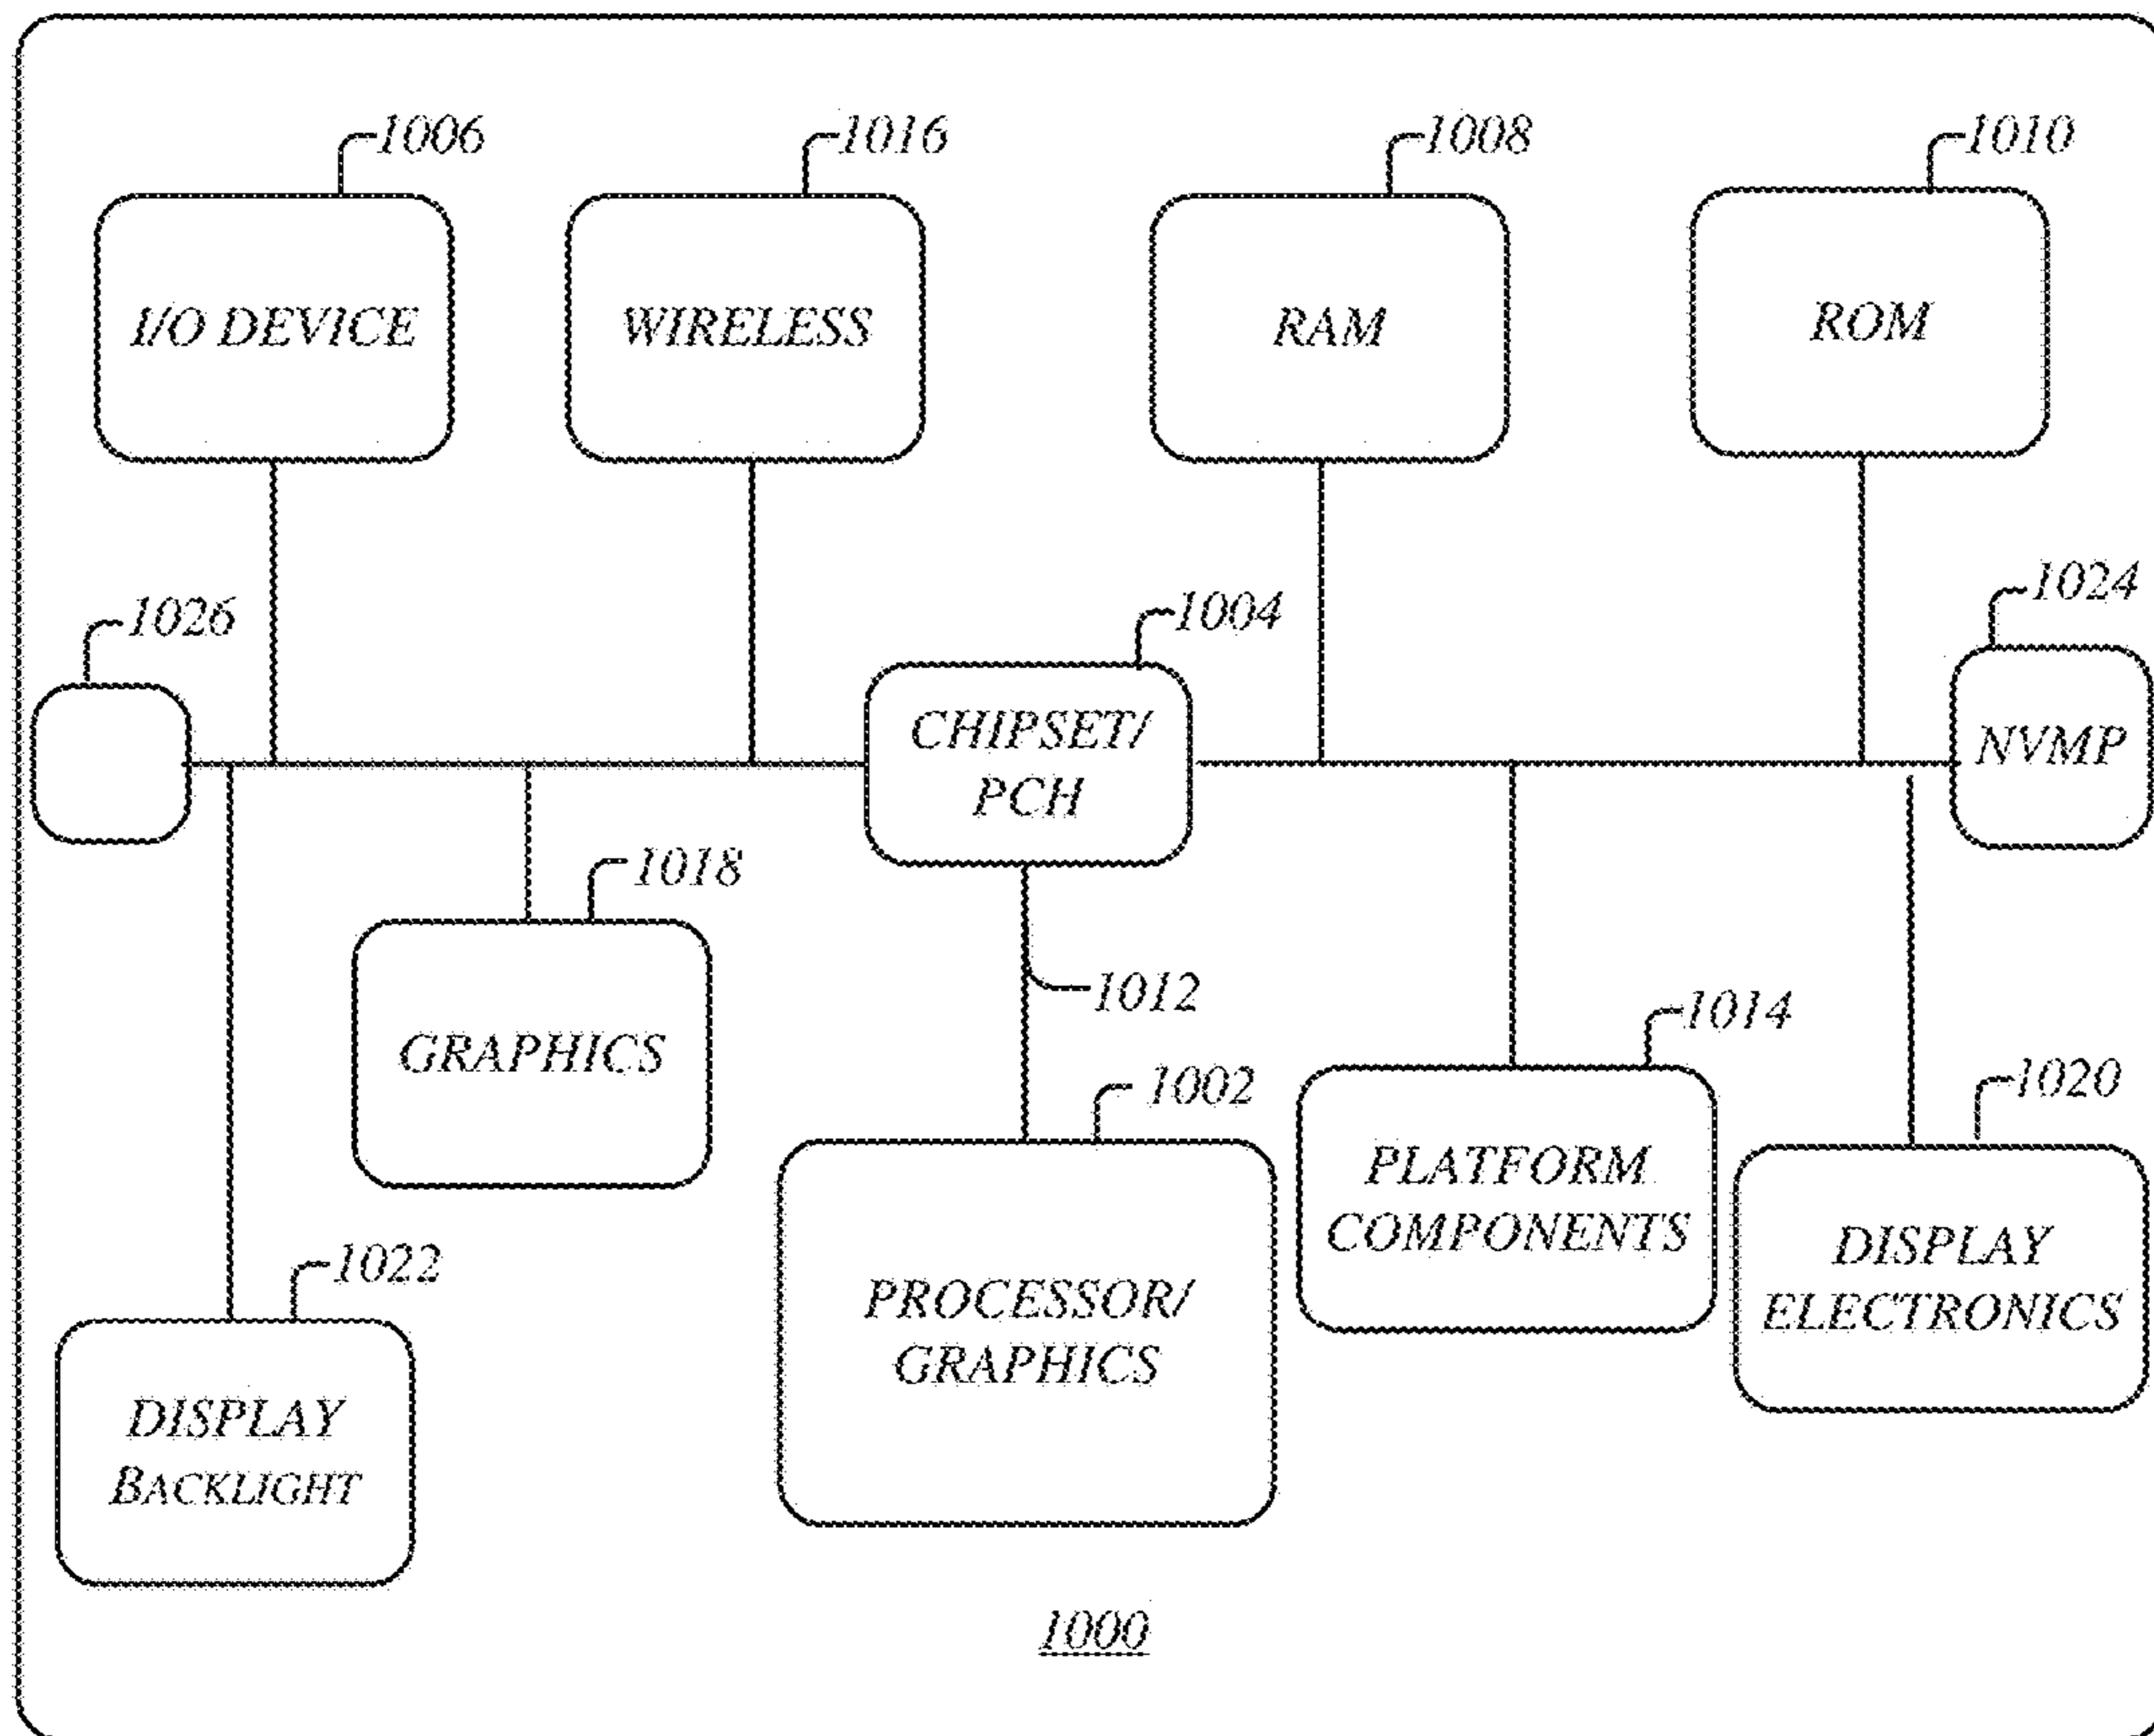 1006
1016
1008
1010
I/O DEVICE
WIRELESS
RAM
ROM
1026
1004
1024
CHIPSET/
PCH
NVMP
1018
1012
1014
GRAPHICS
1002
1020
PLATFORM
COMPONENTS
1022
PROCESSOR/
GRAPHICS
DISPLAY
ELECTRONICS
DISPLAY
BACKLIGHT
1000